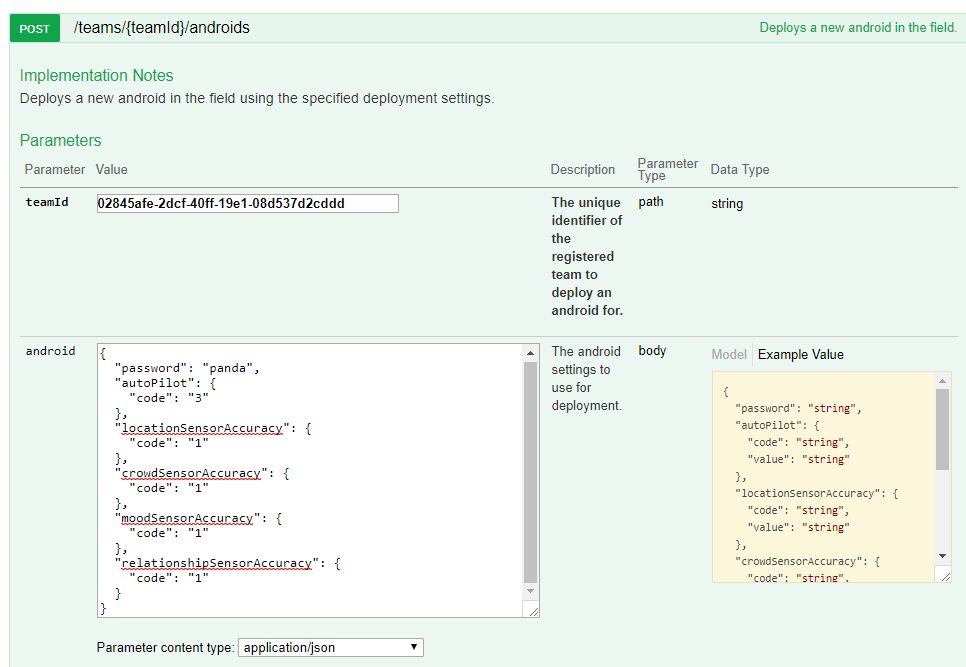 POST /teams/{teamId}/androids Deploys a new android in the field.
Implementation Notes
Deploys a new android in the field using the specified deployment settings.
Parameters
Parameter Value Description Parameter Type Data Type
teamId 02845afe-2dcf-40ff-19e1-08d537d2cddd
The unique
identifier of
the
registered
team to
deploy an
android for.
path string
android
{
"password": "panda",
"autoPilot": {
"code": "3"
},
"locationSensorAccuracy": {
"code": "1"
},
"crowdSensorAccuracy": {
"code": "1"
},
"moodSensorAccuracy": {
"code": "1"
},
"relationshipSensorAccuracy": {
"code": "1"
}
}
The android
settings to
use for
deployment.
body
Model Example Value
{
"password": "string",
"autoPilot": {
"code": "string",
"value": "string"
},
"locationSensorAccuracy": {
"code": "string",
"value": "string"
},
"crowdSensorAccuracy": {
"code": "string",
Parameter content type: application/json